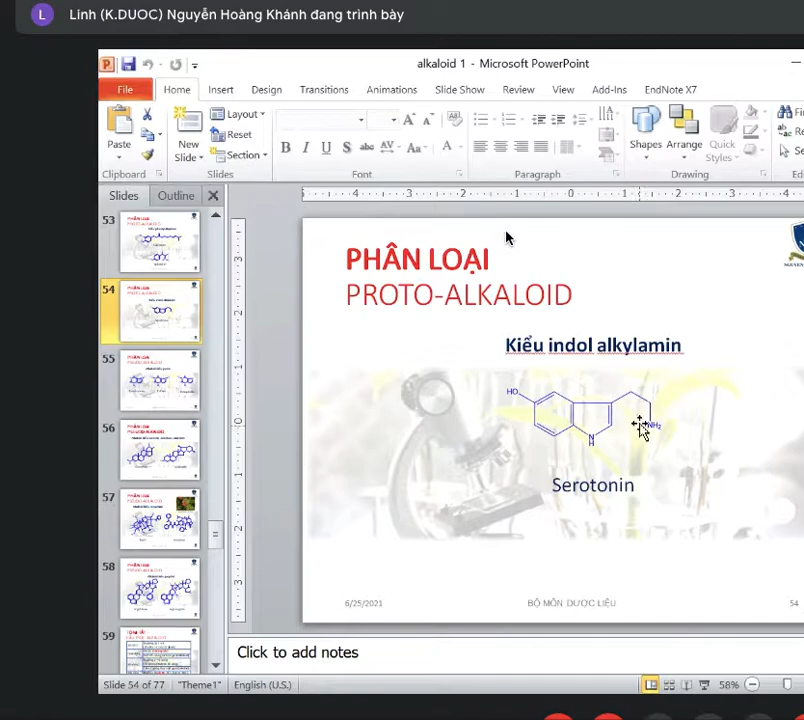 L Linh (K.DUOC) Nguyễn Hoàng Khánh đang trình bày
alkaloid 1 - Microsoft PowerPoint
File Home Insert Design Transitions Animations Slide Show Review View Add-Ins EndNote X7
Paste
New Slide
Layout
Reset
Section
Shapes Arrange Quick Styles
Clipboard Slides Font Paragraph Drawing
Slides Outline
53
54
55
56
57
58
59
PHÂN LOẠI
PROTO-ALKALOID
Kiểu indol alkylamin
HO
NH2
N
H
Serotonin
6/25/2021 BỘ MÔN DƯỢC LIỆU 54
Click to add notes
Slide 54 of 77 "Theme1" English (U.S.) 58%